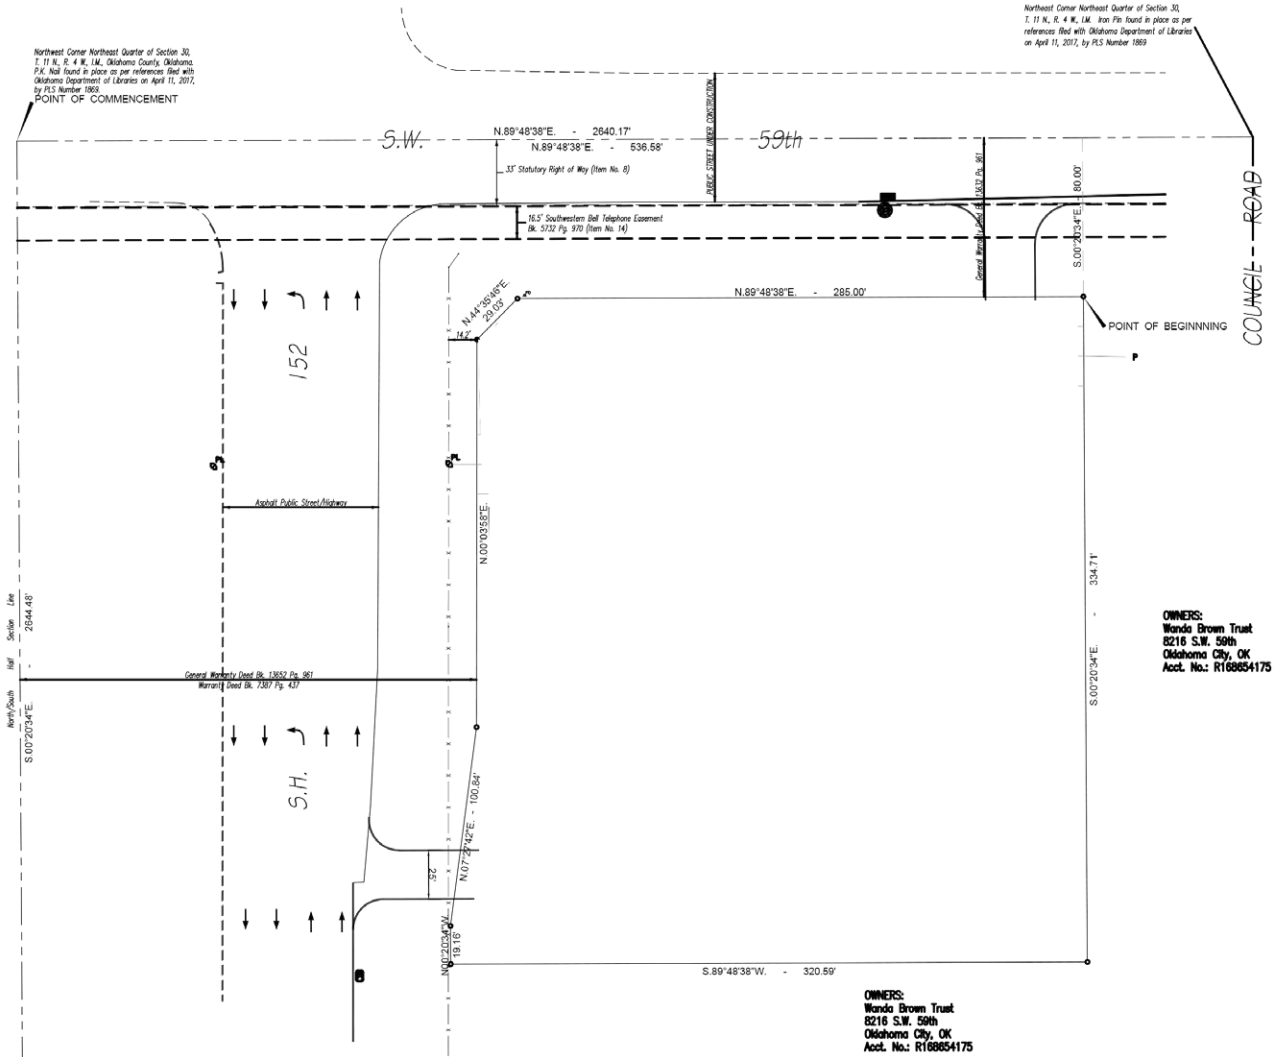 Northwest Corner Northeast Quarter of Section 30,
T. 11 N., R. 4 W., I.M., Oklahoma County, Oklahoma.
P.K. Nail found in place as per references filed with
Oklahoma Department of Libraries on April 11, 2017,
by PLS Number 1869.
POINT OF COMMENCEMENT
Northeast Corner Northeast Quarter of Section 30,
T. 11 N., R. 4 W., I.M. Iron Pin found in place as per
references filed with Oklahoma Department of Libraries
on April 11, 2017, by PLS Number 1869
S.W.
N.89°48'38"E. - 2640.17'
N.89°48'38"E. - 536.58'
59th
PUBLIC STREET UNDER CONSTRUCTION
33' Statutory Right of Way (Item No. 8)
16.5' Southwestern Bell Telephone Easement
Bk. 5732 Pg. 970 (Item No. 14)
General Warranty Deed Bk. 13632 Pg. 961
S.00°20'34"E. - 80.00'
COUNCIL ROAD
N.44°35'46"E.
29.03'
N.89°48'38"E. - 285.00'
POINT OF BEGINNNING
14.2'
152
P
PL
PL
Asphalt Public Street/Highway
N.00°03'58"E.
S.00°20'34"E. - 334.71'
North/South Half Section Line
S.00°20'34"E. - 2644.48'
OWNERS:
Wanda Brown Trust
8216 S.W. 59th
Oklahoma City, OK
Acct. No.: R168654175
General Warranty Deed Bk. 13652 Pg. 961
Warranty Deed Bk. 7387 Pg. 437
S.H.
N.07°27'42"E. - 100.84'
25'
N00°20'34"W.
19.16'
S.89°48'38"W. - 320.59'
OWNERS:
Wanda Brown Trust
8216 S.W. 59th
Oklahoma City, OK
Acct. No.: R168654175